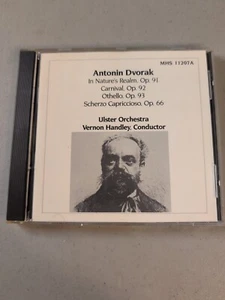 MHS 11207A
Antonin Dvorak
In Nature's Realm, Op. 91
Carnival, Op. 92
Othello, Op. 93
Scherzo Capriccioso, Op. 66
Ulster Orchestra
Vernon Handley, Conductor